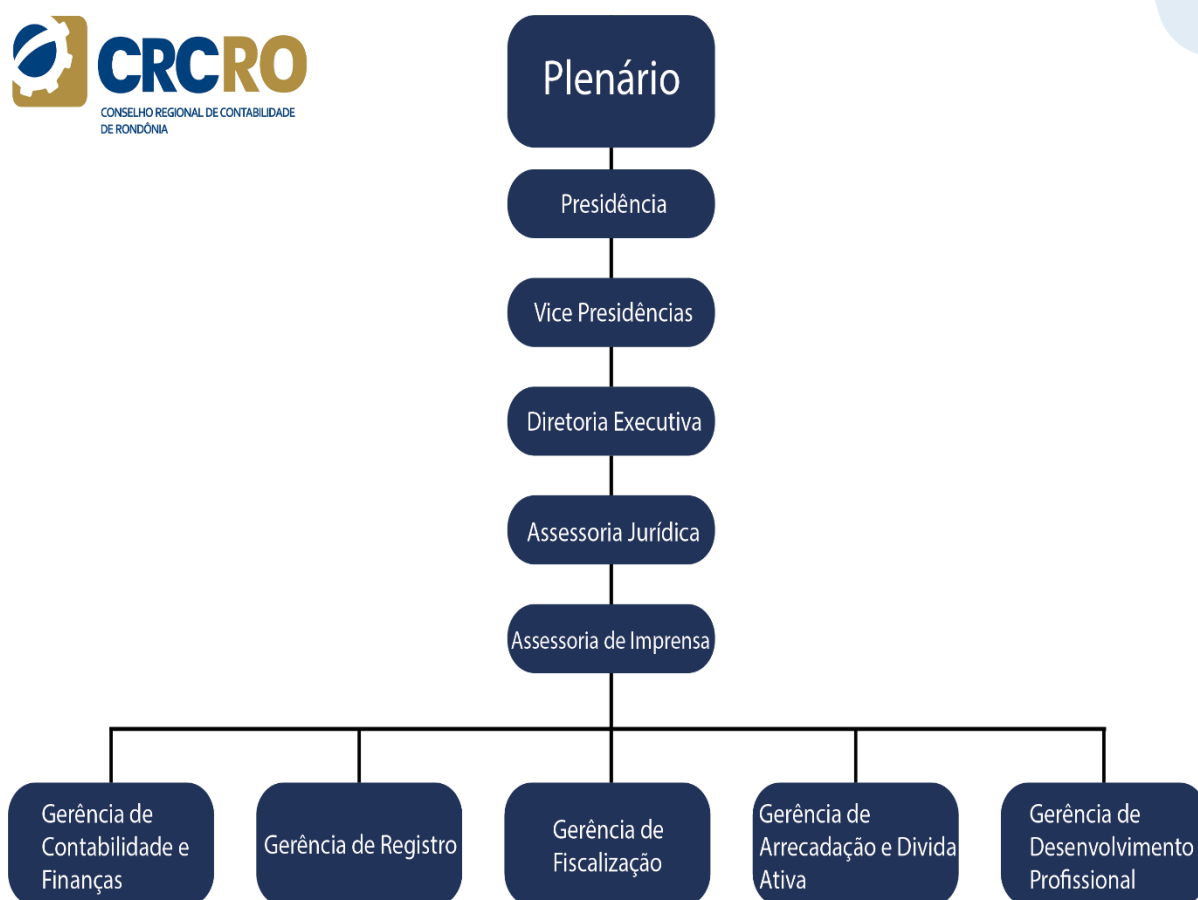 CRCRO
CONSELHO REGIONAL DE CONTABILIDADE
DE RONDÔNIA
Plenário
Presidência
Vice Presidências
Diretoria Executiva
Assessoria Jurídica
Assessoria de Imprensa
Gerência de
Contabilidade e
Finanças
Gerência de Registro
Gerência de
Fiscalização
Gerência de
Arrecadação e Divida
Ativa
Gerência de
Desenvolvimento
Profissional